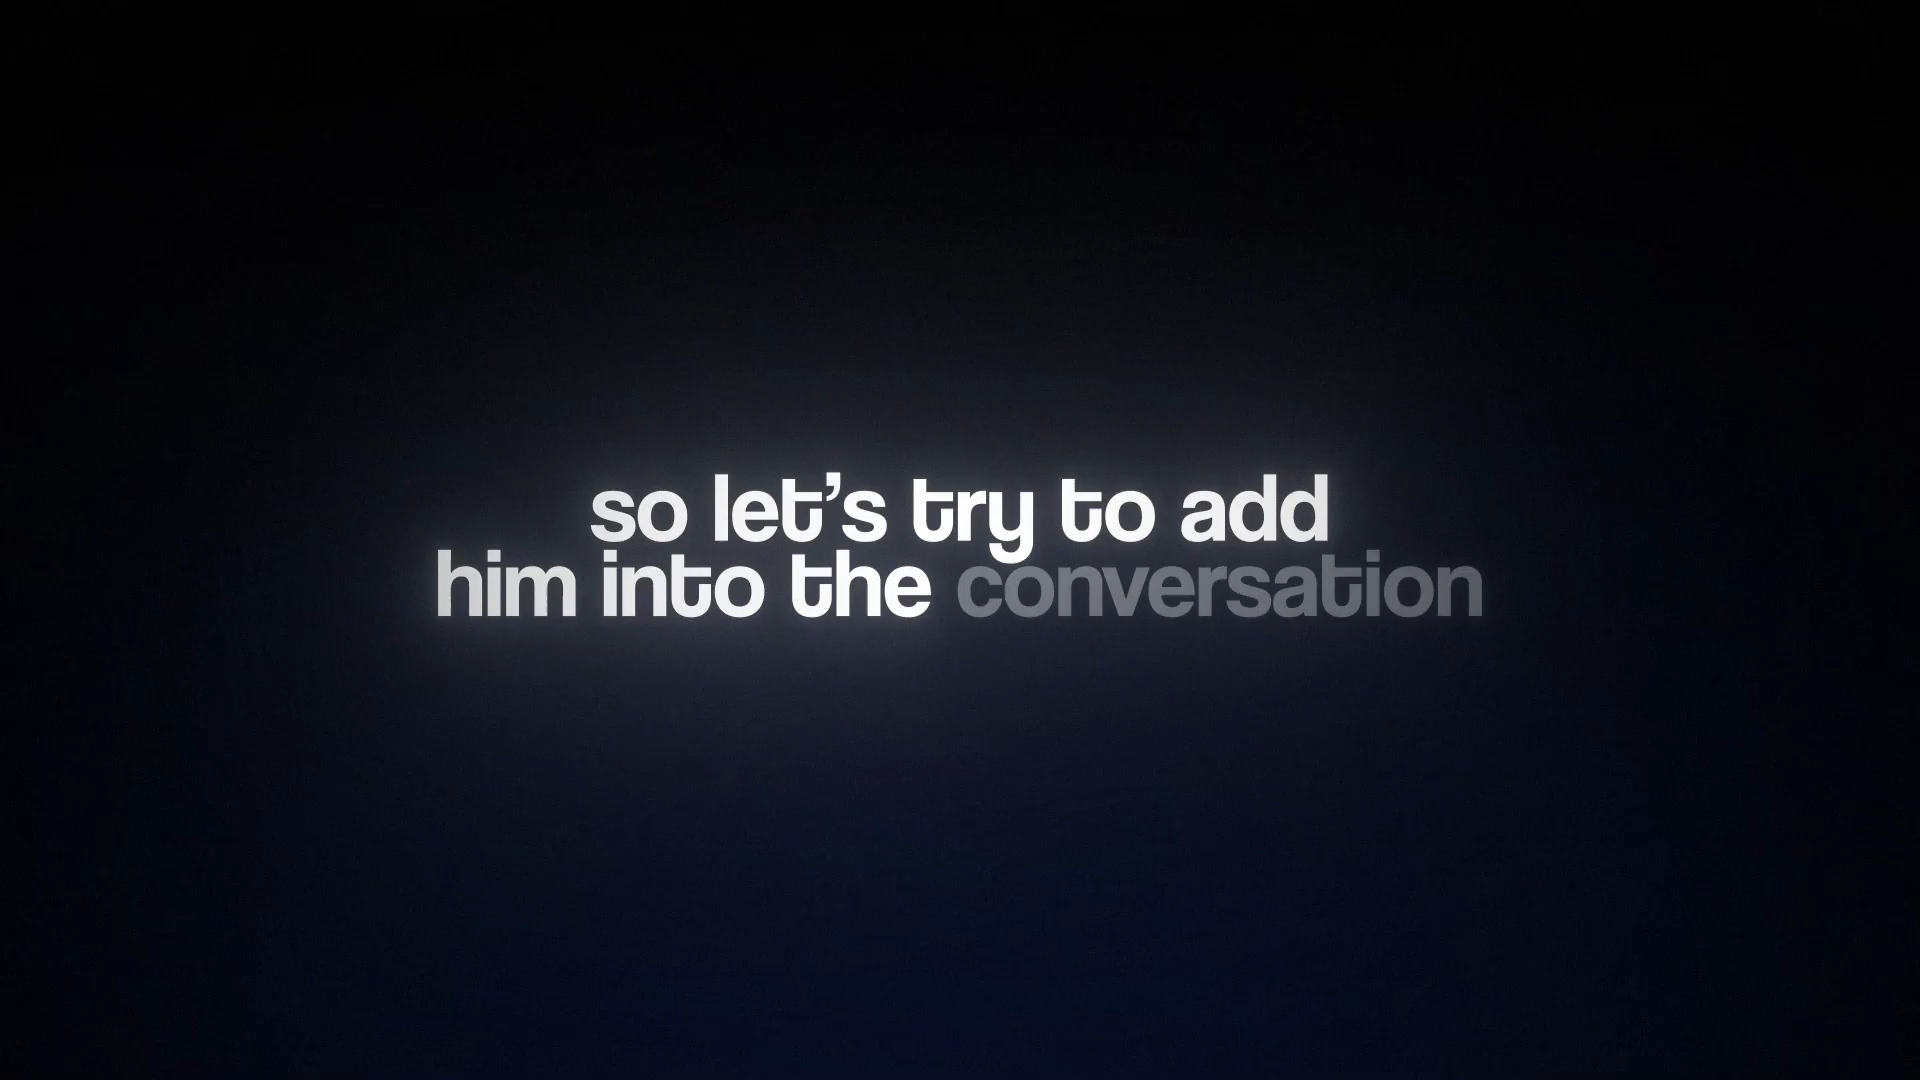 so let’s try to add
him into the conversation